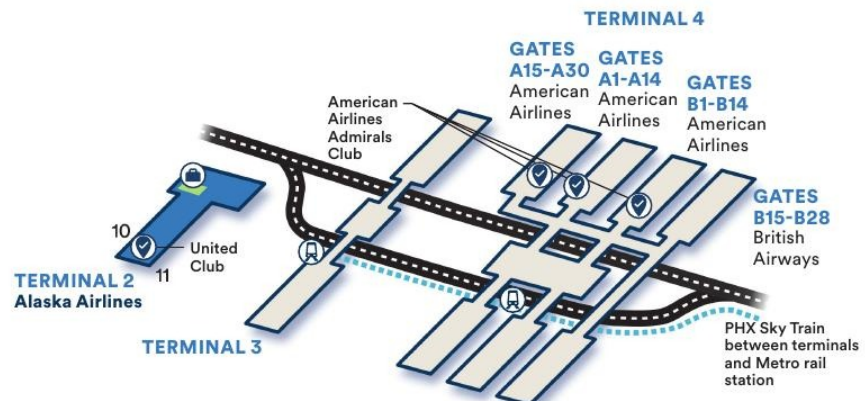 TERMINAL 4
GATES
A15-A30
American
Airlines
GATES
A1-A14
American
Airlines
GATES
B1-B14
American
Airlines
GATES
B15-B28
British
Airways
American
Airlines
Admirals
Club
10
11
United
Club
TERMINAL 2
Alaska Airlines
TERMINAL 3
PHX Sky Train
between terminals
and Metro rail
station